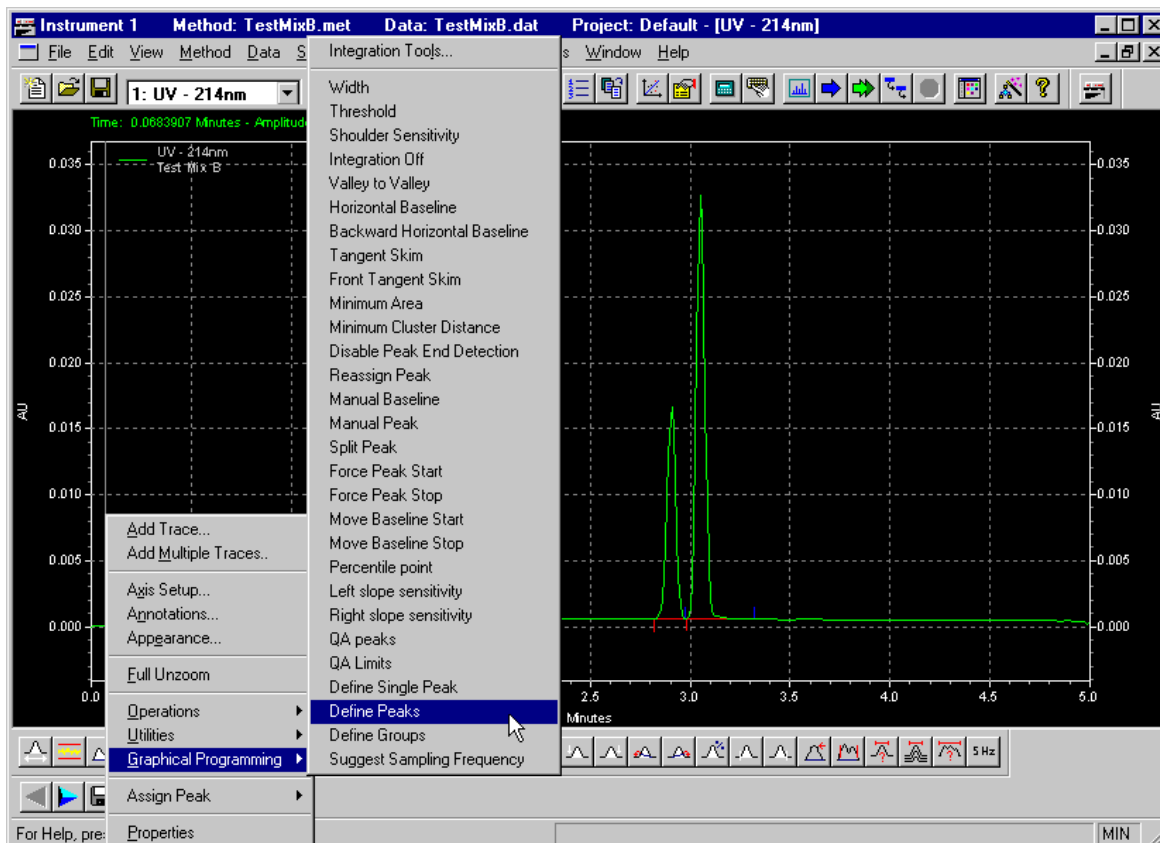 Instrument 1 Method: TestMixB.met Data: TestMixB.dat Project: Default - [UV - 214nm]
File Edit View Method Data S
s Window Help
1: UV - 214nm
Time: 0.0683907 Minutes - Amplitud
UV - 214nm
Test Mix B
0.035
0.030
0.025
0.020
0.015
0.010
0.005
0.000
AU
0.0
Integration Tools...
Width
Threshold
Shoulder Sensitivity
Integration Off
Valley to Valley
Horizontal Baseline
Backward Horizontal Baseline
Tangent Skim
Front Tangent Skim
Minimum Area
Minimum Cluster Distance
Disable Peak End Detection
Reassign Peak
Manual Baseline
Manual Peak
Split Peak
Force Peak Start
Force Peak Stop
Move Baseline Start
Move Baseline Stop
Percentile point
Left slope sensitivity
Right slope sensitivity
QA peaks
QA Limits
Define Single Peak
Define Peaks
Define Groups
Suggest Sampling Frequency
Add Trace...
Add Multiple Traces..
Axis Setup...
Annotations...
Appearance...
Full Unzoom
Operations
Utilities
Graphical Programming
Assign Peak
Properties
0.035
0.030
0.025
0.020
0.015
0.010
0.005
0.000
AU
2.5 3.0 3.5 4.0 4.5 5.0
Minutes
5 Hz
For Help, pre
MIN